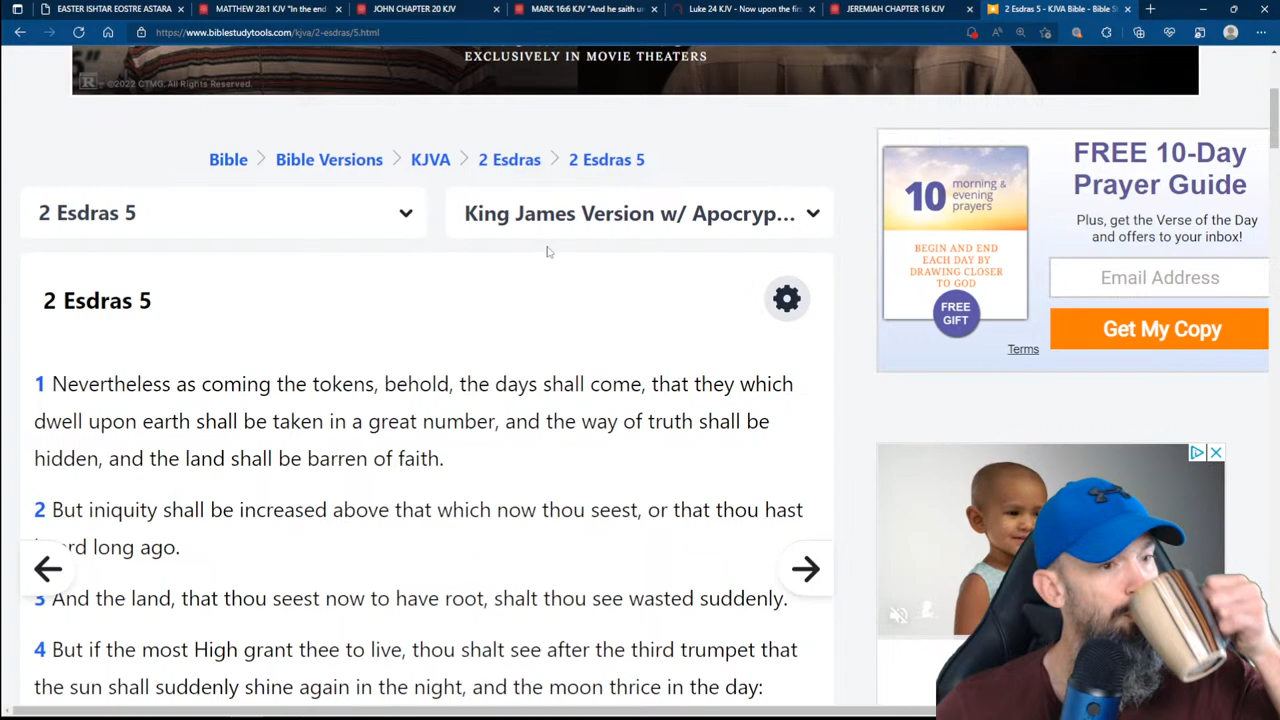 EASTER ISHTAR EOSTRE ASTARA
MATTHEW 28:1 KJV "In the end
JOHN CHAPTER 20 KJV
MARK 16:6 KJV "And he saith u
Luke 24 KJV - Now upon the fir
JEREMIAH CHAPTER 16 KJV
2 Esdras 5 - KJVA Bible - Bible S
https://www.biblestudytools.com/kjva/2-esdras/5.html
EXCLUSIVELY IN MOVIE THEATERS
R ©2022 CTMG. All Rights Reserved.
Bible > Bible Versions > KJVA > 2 Esdras > 2 Esdras 5
2 Esdras 5
King James Version w/ Apocryp...
2 Esdras 5
1 Nevertheless as coming the tokens, behold, the days shall come, that they which
dwell upon earth shall be taken in a great number, and the way of truth shall be
hidden, and the land shall be barren of faith.
2 But iniquity shall be increased above that which now thou seest, or that thou hast
rd long ago.
3 And the land, that thou seest now to have root, shalt thou see wasted suddenly.
4 But if the most High grant thee to live, thou shalt see after the third trumpet that
the sun shall suddenly shine again in the night, and the moon thrice in the day:
10 morning &
evening
prayers
BEGIN AND END
EACH DAY BY
DRAWING CLOSER
TO GOD
FREE
GIFT
FREE 10-Day
Prayer Guide
Plus, get the Verse of the Day
and offers to your inbox!
Email Address
Get My Copy
Terms